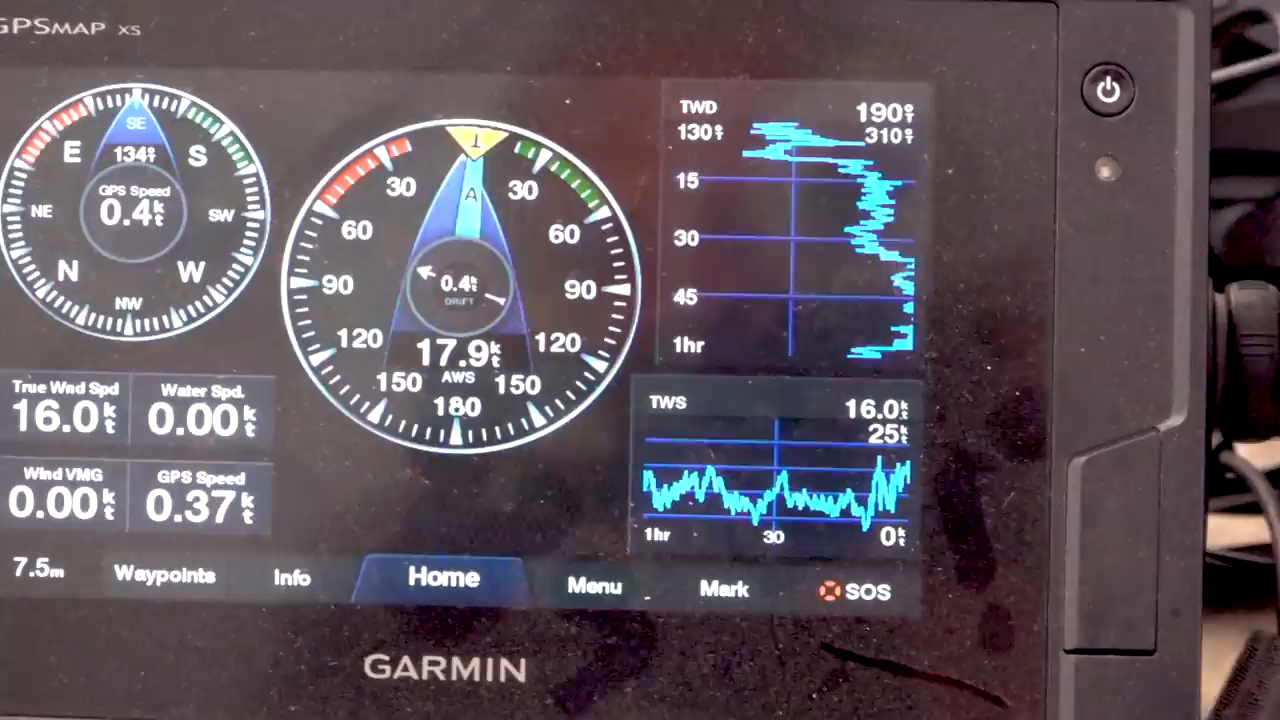 GPSMAP XS
SE
E
134°T
S
GPS Speed
NE
0.4kt
SW
N
W
NW
T
A
30
30
60
60
90
90
0.4kt
DRIFT
120
120
17.9kt
AWS
150
150
180
True Wnd Spd
16.0kt
Water Spd.
0.00kt
Wind VMG
0.00kt
GPS Speed
0.37kt
TWD
190°T
130°T
310°T
15
30
45
1hr
TWS
16.0kt
25kt
1hr
30
0kt
7.5m
Waypoints
Info
Home
Menu
Mark
SOS
GARMIN